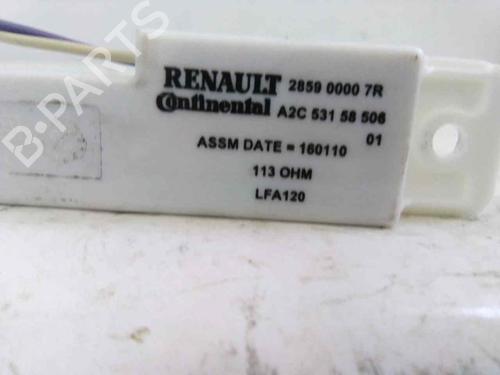 RENAULT 2859 0000 7R
Continental A2C 531 58 506
01
ASSM DATE = 160110
113 OHM
LFA120
B-PARTS